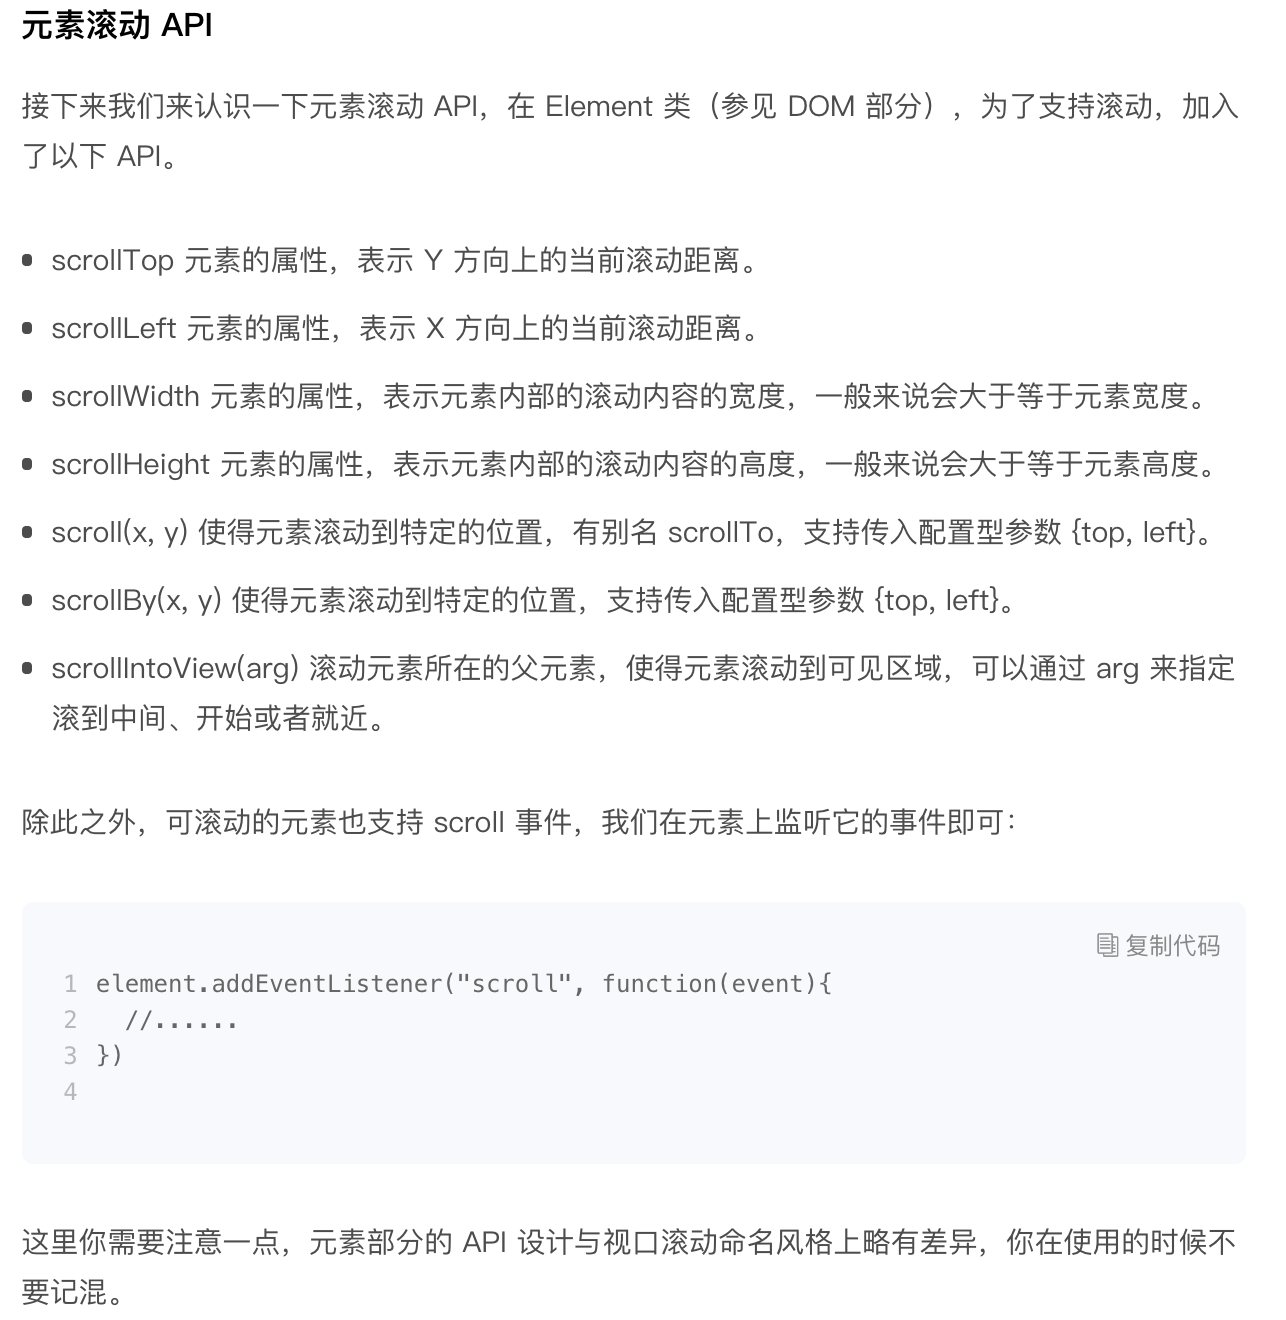 元素滚动 API
接下来我们来认识一下元素滚动 API，在 Element 类（参见 DOM 部分），为了支持滚动，加入
了以下 API。
• scrollTop 元素的属性，表示 Y 方向上的当前滚动距离。
• scrollLeft 元素的属性，表示 X 方向上的当前滚动距离。
• scrollWidth 元素的属性，表示元素内部的滚动内容的宽度，一般来说会大于等于元素宽度。
• scrollHeight 元素的属性，表示元素内部的滚动内容的高度，一般来说会大于等于元素高度。
• scroll(x, y) 使得元素滚动到特定的位置，有别名 scrollTo，支持传入配置型参数 {top, left}。
• scrollBy(x, y) 使得元素滚动到特定的位置，支持传入配置型参数 {top, left}。
• scrollIntoView(arg) 滚动元素所在的父元素，使得元素滚动到可见区域，可以通过 arg 来指定
滚到中间、开始或者就近。
除此之外，可滚动的元素也支持 scroll 事件，我们在元素上监听它的事件即可：
复制代码
1 element.addEventListener("scroll", function(event){
2   //......
3 })
4
这里你需要注意一点，元素部分的 API 设计与视口滚动命名风格上略有差异，你在使用的时候不
要记混。